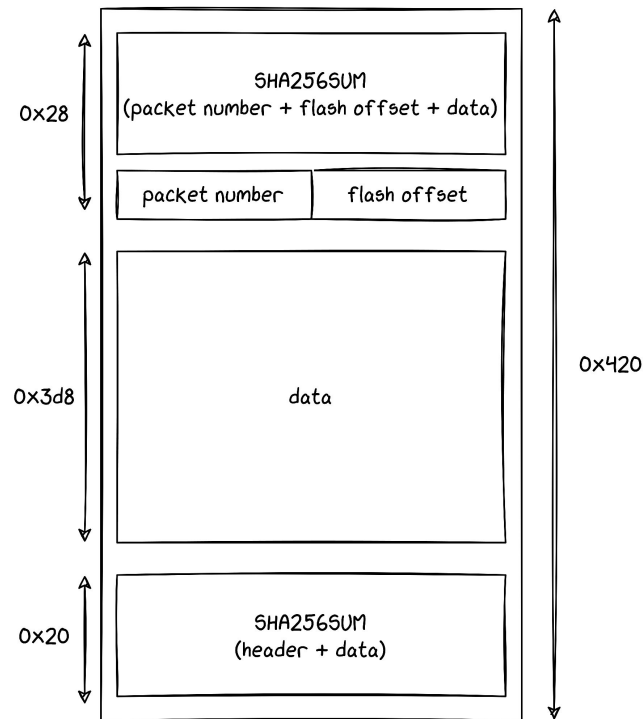 SHA256SUM
(packet number + flash offset + data)
0x28
packet number
flash offset
0x3d8
data
0x420
SHA256SUM
(header + data)
0x20